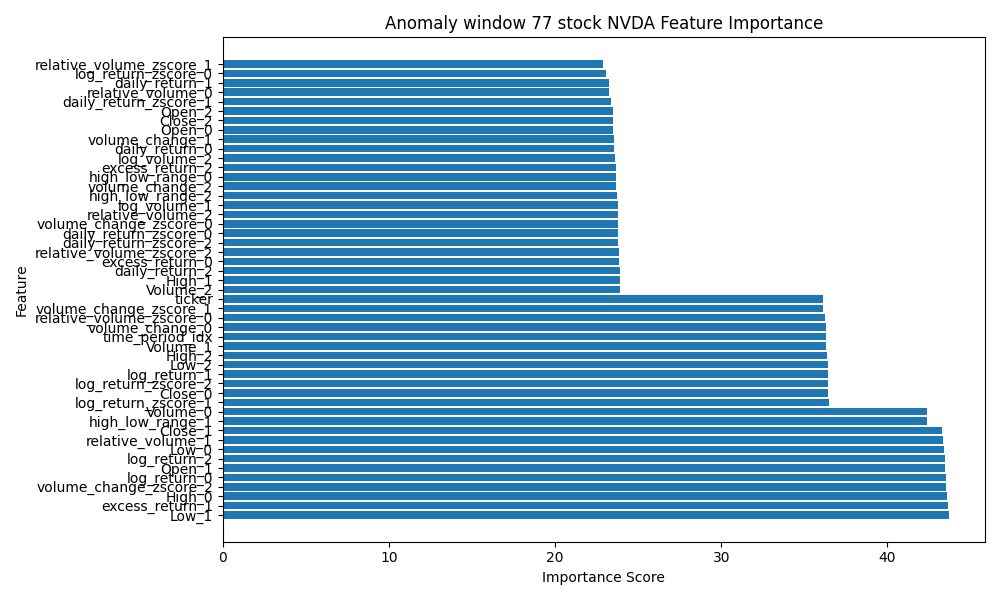 Anomaly window 77 stock NVDA Feature Importance
relative_volume_zscore_1
log_return_zscore_0
daily_return_1
relative_volume_0
daily_return_zscore_1
Open_2
Close_2
Open_0
volume_change_1
daily_return_0
log_volume_2
excess_return_2
high_low_range_0
volume_change_2
high_low_range_2
log_volume_1
relative_volume_2
volume_change_zscore_0
daily_return_zscore_0
daily_return_zscore_2
relative_volume_zscore_2
excess_return_0
daily_return_2
High_1
Volume_2
ticker
volume_change_zscore_1
relative_volume_zscore_0
volume_change_0
time_period_idx
Volume_1
High_2
Low_2
log_return_1
log_return_zscore_2
Close_0
log_return_zscore_1
Volume_0
high_low_range_1
Close_1
relative_volume_1
Low_0
log_return_2
Open_1
log_return_0
volume_change_zscore_2
High_0
excess_return_1
Low_1
Feature
0 10 20 30 40
Importance Score